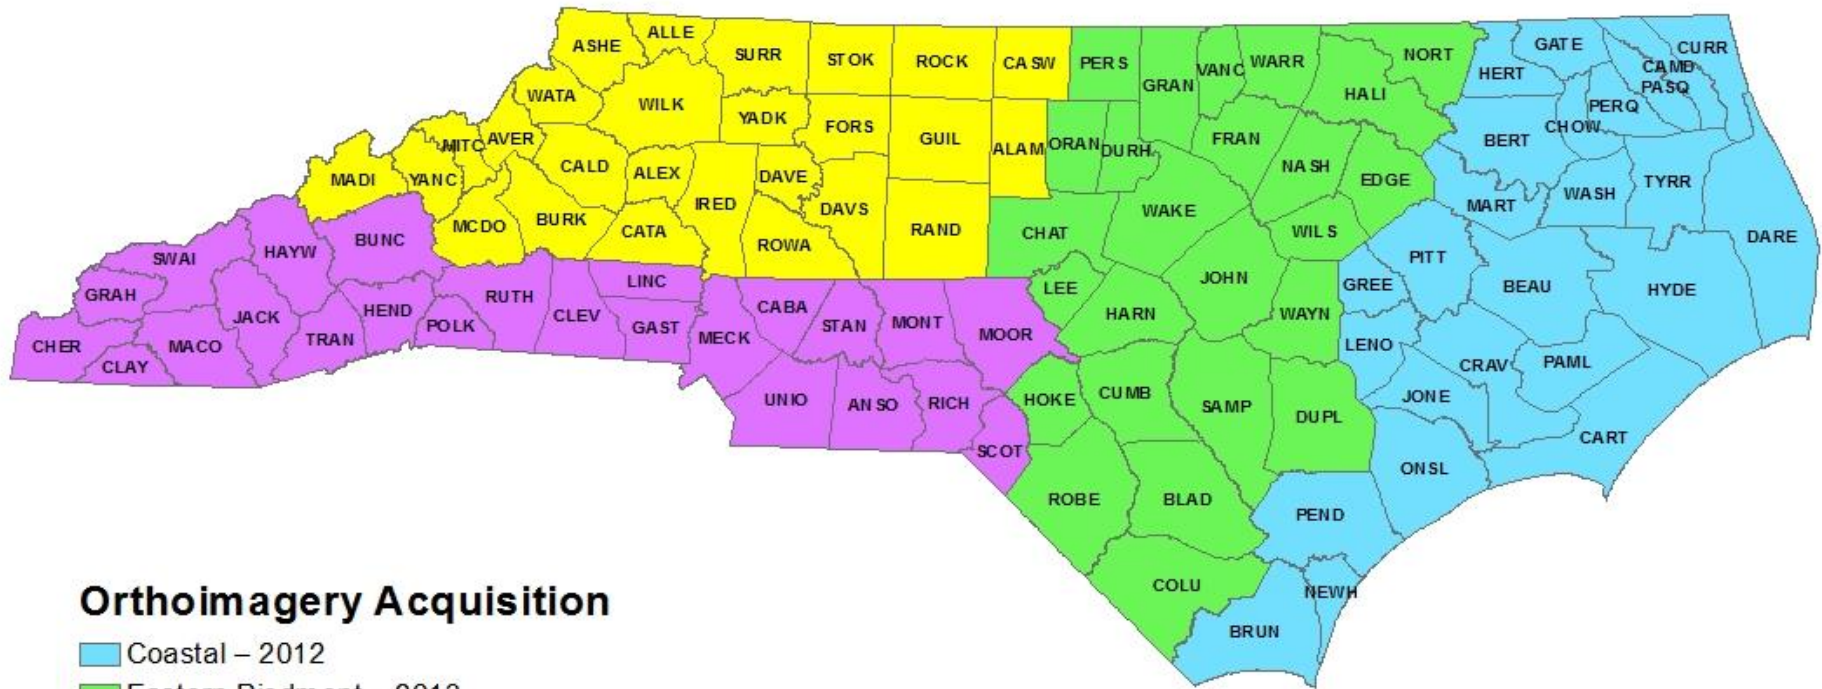 ASHE
ALLE
SURR
STOK
ROCK
CASW
PERS
GRAN
VANC
WARR
NORT
HALI
HERT
GATE
CURR
CAMD
PASQ
PERQ
CHOW
BERT
WATA
WILK
YADK
FORS
GUIL
ALAM
ORAN
DURH
FRAN
NASH
EDGE
MART
WASH
TYRR
DARE
MITC
AVER
CALD
ALEX
IRED
DAVE
DAVS
RAND
CHAT
WAKE
WILS
PITT
BEAU
HYDE
MADI
YANC
MCDO
BURK
CATA
ROWA
SWAI
HAYW
BUNC
GRAH
JACK
HEND
RUTH
LINC
CLEV
GAST
POLK
TRAN
MACO
CHER
CLAY
MECK
CABA
STAN
MONT
MOOR
LEE
HARN
JOHN
WAYN
GREE
LENO
CRAV
PAML
JONE
CART
UNIO
ANSO
RICH
SCOT
HOKE
CUMB
SAMP
DUPL
ONSL
ROBE
BLAD
PEND
COLU
NEWH
BRUN
Orthoimagery Acquisition
Coastal – 2012
Eastern Piedmont – 2013